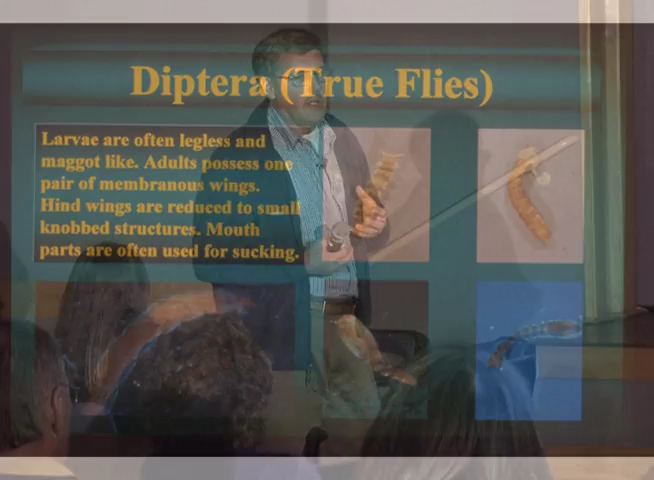 Diptera (True Flies)
Larvae are often legless and
maggot like. Adults possess one
pair of membranous wings.
Hind wings are reduced to small
knobbed structures. Mouth
parts are often used for sucking.